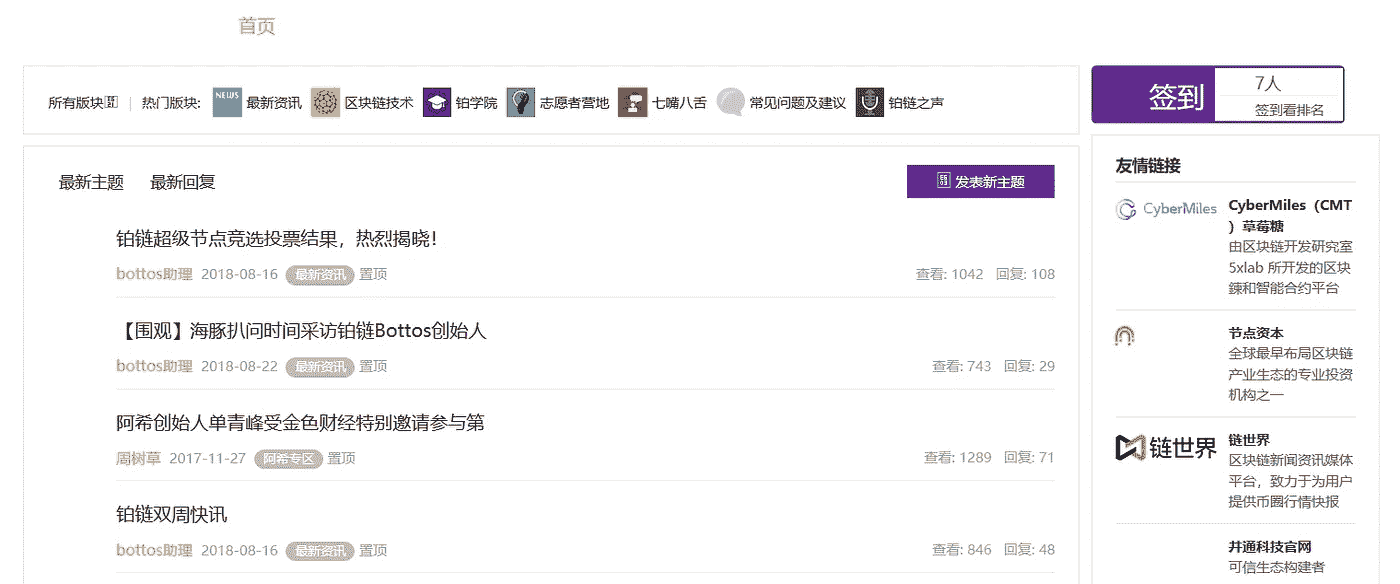 首页
所有版块 | 热门版块: NEWS 最新资讯 区块链技术 铂学院 志愿者营地 七嘴八舌 常见问题及建议 铂链之声
签到
7人
签到看排名
最新主题 最新回复
发表新主题
铂链超级节点竞选投票结果，热烈揭晓！
bottos助理 2018-08-16 最新资讯 置顶 查看: 1042 回复: 108
【围观】海豚扒问时间采访铂链Bottos创始人
bottos助理 2018-08-22 最新资讯 置顶 查看: 743 回复: 29
阿希创始人单青峰受金色财经特别邀请参与第
周树草 2017-11-27 阿希专区 置顶 查看: 1289 回复: 71
铂链双周快讯
bottos助理 2018-08-16 最新资讯 置顶 查看: 846 回复: 48
友情链接
CyberMiles
CyberMiles（CMT
）草莓糖
由区块链开发研究室
5xlab 所开发的区块
鍊和智能合约平台
节点资本
全球最早布局区块链
产业生态的专业投资
机构之一
链世界
链世界
区块链新闻资讯媒体
平台，致力于为用户
提供币圈行情快报
井通科技官网
可信生态构建者